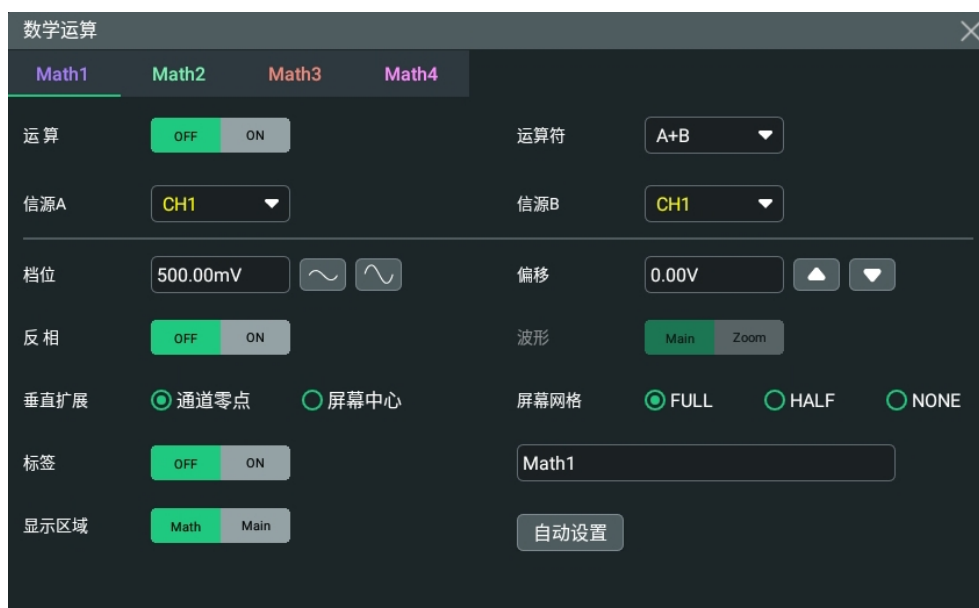 数学运算
Math1 Math2 Math3 Math4
运算 OFF ON 运算符 A+B
信源A CH1 信源B CH1
档位 500.00mV 偏移 0.00V
反相 OFF ON 波形 Main Zoom
垂直扩展 通道零点 屏幕中心 屏幕网格 FULL HALF NONE
标签 OFF ON Math1
显示区域 Math Main 自动设置